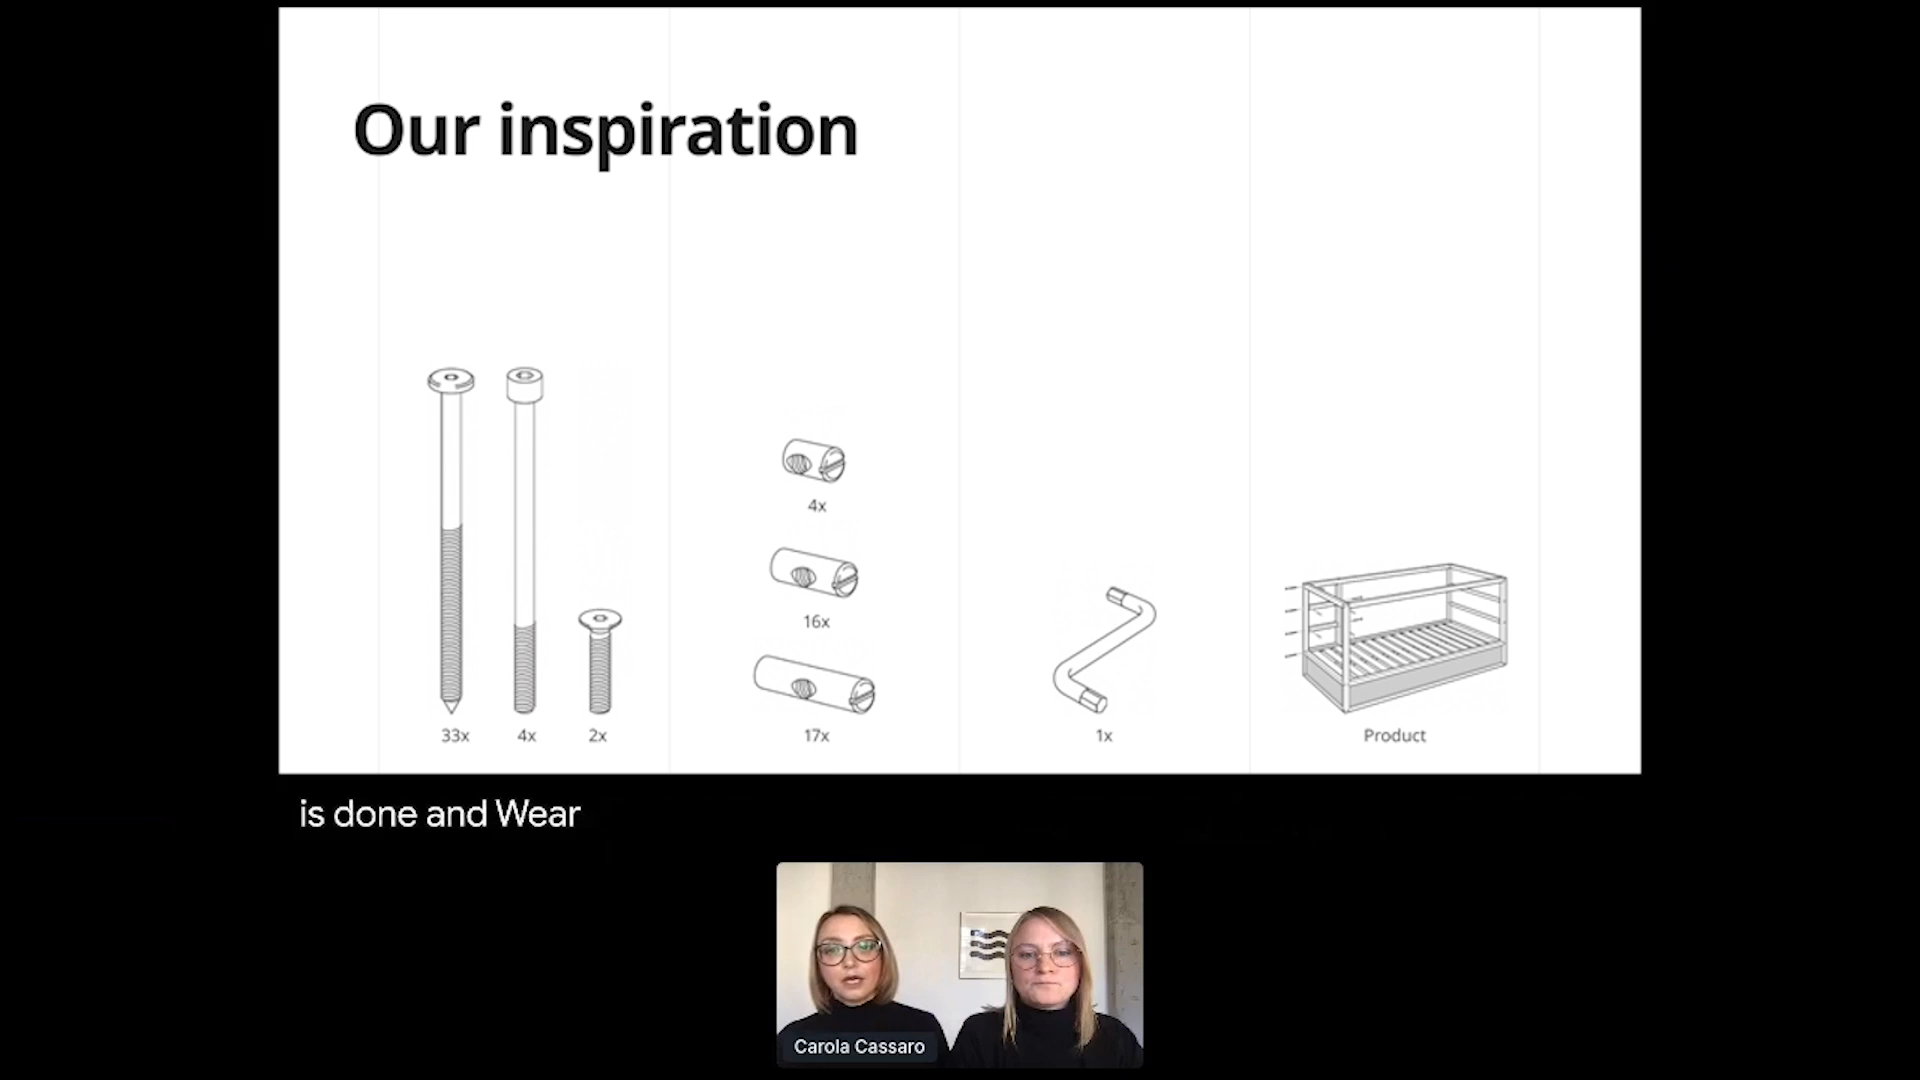 Our inspiration
4x
16x
33x 4x 2x 17x 1x Product
is done and Wear
Carola Cassaro